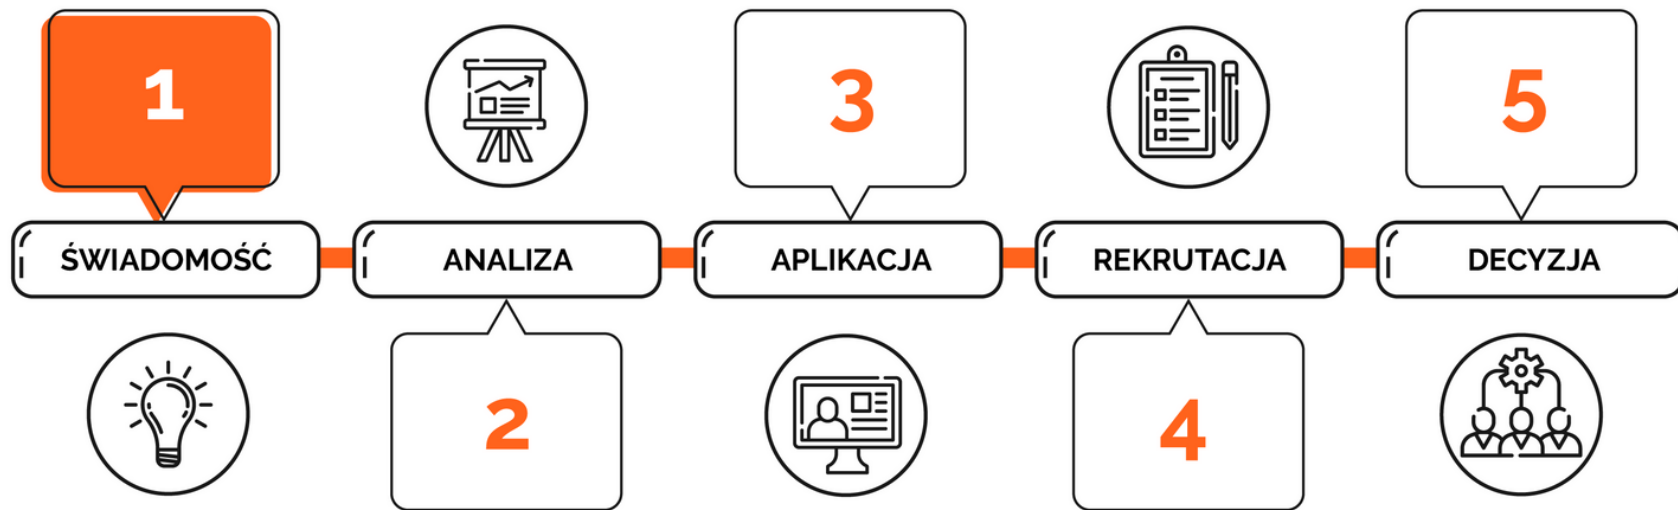 1
ŚWIADOMOŚĆ
2
ANALIZA
3
APLIKACJA
4
REKRUTACJA
5
DECYZJA